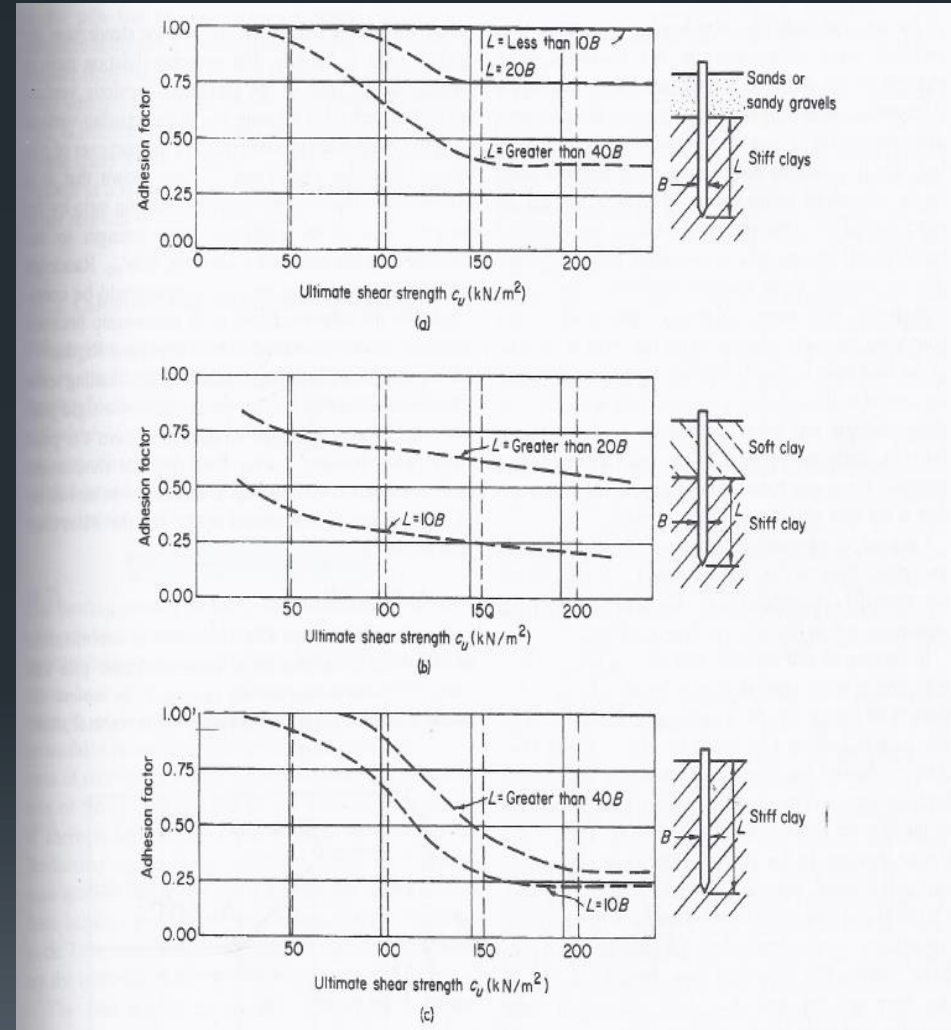 1.00
0.75
0.50
0.25
0.00
Adhesion factor
L = Less than 10B
L = 20B
L = Greater than 40B
0
50
100
150
200
Ultimate shear strength cu (kN/m²)
(a)
Sands or
sandy gravels
Stiff clays
B
L
1.00
0.75
0.50
0.25
0.00
Adhesion factor
L = Greater than 20B
L = 10B
50
100
150
200
Ultimate shear strength cu (kN/m²)
(b)
Soft clay
B
L
Stiff clay
1.00
0.75
0.50
0.25
0.00
Adhesion factor
L = Greater than 40B
L = 10B
50
100
150
200
Ultimate shear strength cu (kN/m²)
(c)
Stiff clay
B
L